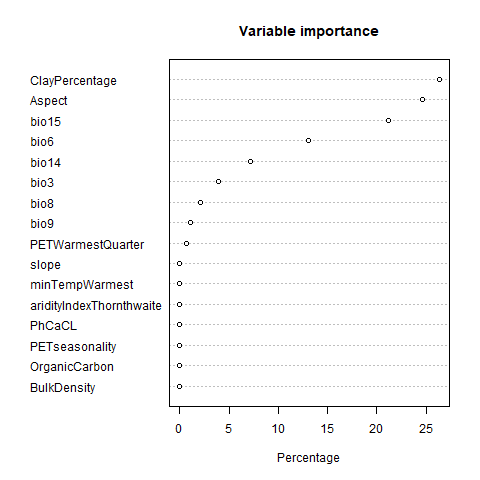 Variable importance
ClayPercentage
Aspect
bio15
bio6
bio14
bio3
bio8
bio9
PETWarmestQuarter
slope
minTempWarmest
aridityIndexThornthwaite
PhCaCL
PETseasonality
OrganicCarbon
BulkDensity
0 5 10 15 20 25
Percentage